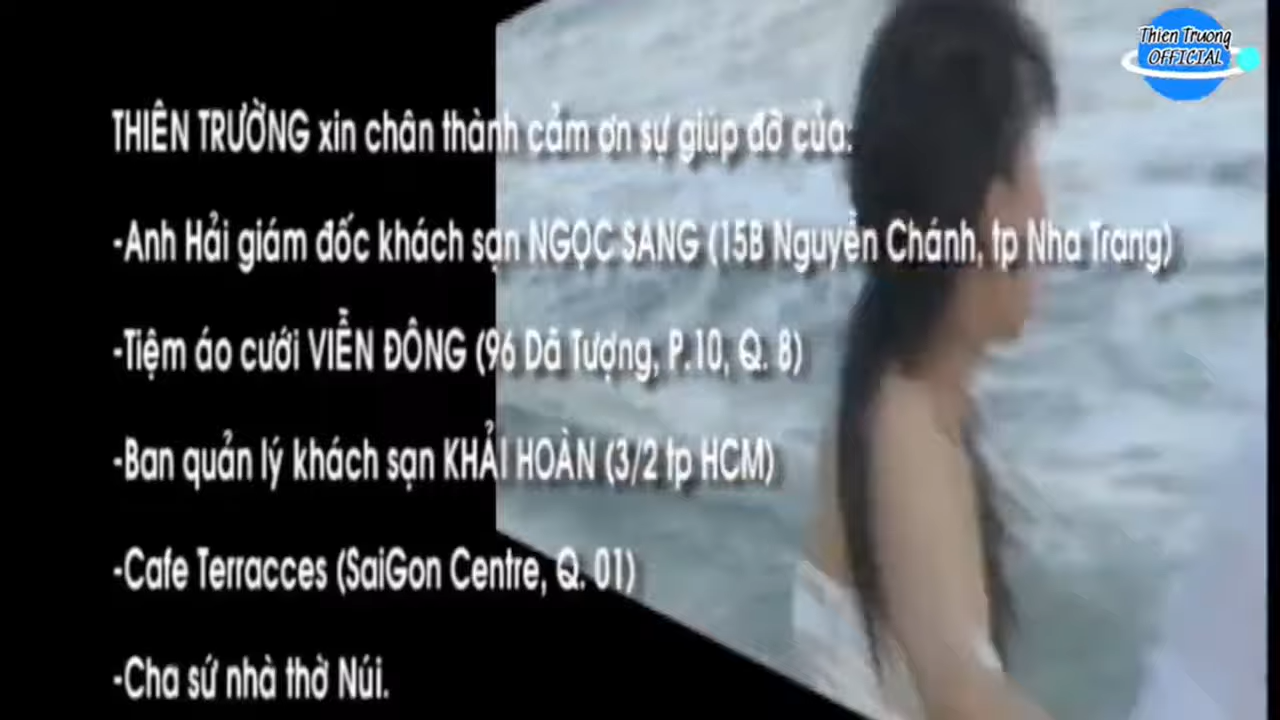 Thien Truong
OFFICIAL
THIÊN TRƯỜNG xin chân thành cảm ơn sự giúp đỡ của:
-Anh Hải giám đốc khách sạn NGỌC SANG (15B Nguyễn Chánh, tp Nha Trang)
-Tiệm áo cưới VIỄN ĐÔNG (96 Dã Tượng, P.10, Q. 8)
-Ban quản lý khách sạn KHẢI HOÀN (3/2 tp HCM)
-Cafe Terracces (SaiGon Centre, Q. 01)
-Cha sứ nhà thờ Núi.